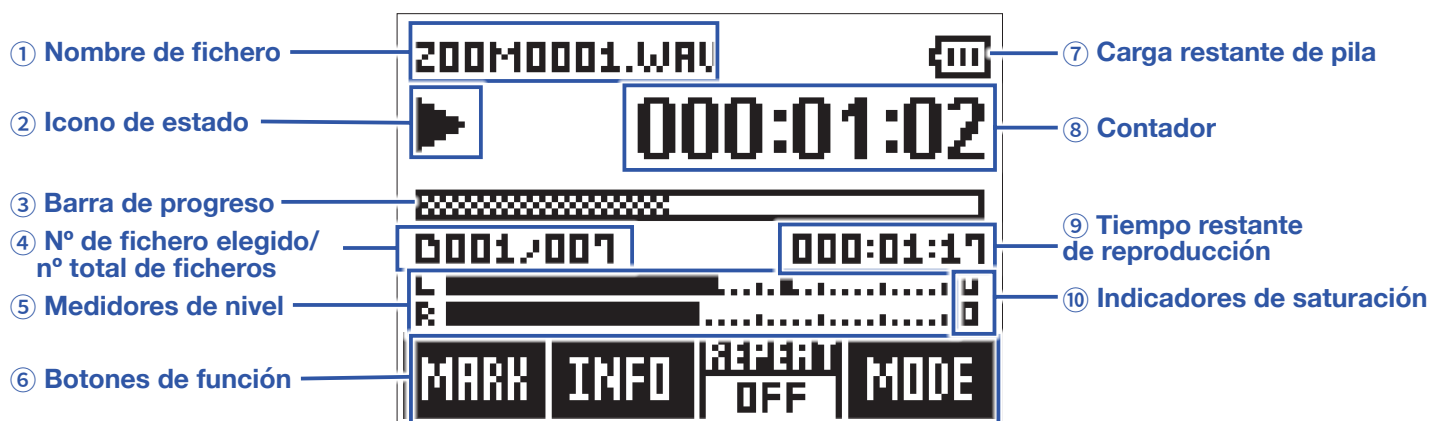 ① Nombre de fichero
ZOOM0001.WAV
⑦ Carga restante de pila
② Icono de estado
000:01:02
⑧ Contador
③ Barra de progreso
④ Nº de fichero elegido/
nº total de ficheros
001/007
000:01:17
⑨ Tiempo restante
de reproducción
⑤ Medidores de nivel
L
R
⑩ Indicadores de saturación
⑥ Botones de función
MARK INFO REPEAT OFF MODE